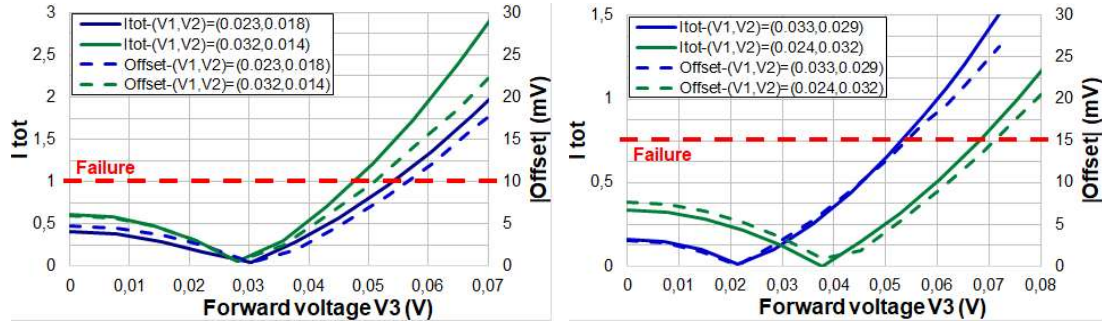 Itot-(V1,V2)=(0.023,0.018)
Itot-(V1,V2)=(0.032,0.014)
Offset-(V1,V2)=(0.023,0.018)
Offset-(V1,V2)=(0.032,0.014)
3
2,5
2
1,5
1
0,5
0
I tot
Failure
30
25
20
15
10
5
0
|Offset| (mV)
0 0,01 0,02 0,03 0,04 0,05 0,06 0,07
Forward voltage V3 (V)
Itot-(V1,V2)=(0.033,0.029)
Itot-(V1,V2)=(0.024,0.032)
Offset-(V1,V2)=(0.033,0.029)
Offset-(V1,V2)=(0.024,0.032)
1,5
1
0,5
0
I tot
Failure
30
25
20
15
10
5
0
|Offset| (mV)
0 0,01 0,02 0,03 0,04 0,05 0,06 0,07 0,08
Forward voltage V3 (V)